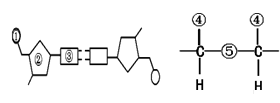 ① ④ ④
② ③ C ⑤ C
H H